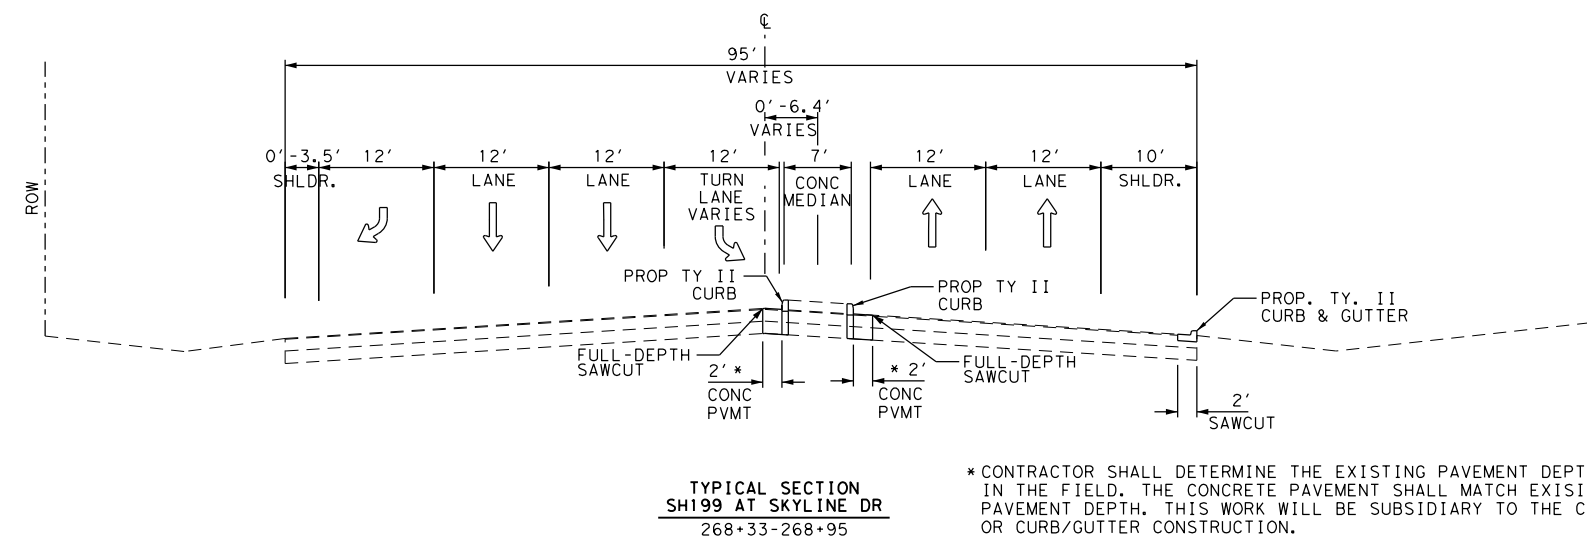 ℄
95'
VARIES
0'-6.4'
VARIES
0'-3.5' 12' 12' 12' 12' 7' 12' 12' 10'
SHLDR. LANE LANE TURN LANE VARIES CONC MEDIAN LANE LANE SHLDR.
ROW
PROP TY II
CURB
PROP TY II
CURB
PROP. TY. II
CURB & GUTTER
FULL-DEPTH
SAWCUT
FULL-DEPTH
SAWCUT
2' *
CONC
PVMT
* 2'
CONC
PVMT
2'
SAWCUT
TYPICAL SECTION
SH199 AT SKYLINE DR
268+33-268+95
* CONTRACTOR SHALL DETERMINE THE EXISTING PAVEMENT DEPT
IN THE FIELD. THE CONCRETE PAVEMENT SHALL MATCH EXISI
PAVEMENT DEPTH. THIS WORK WILL BE SUBSIDIARY TO THE C
OR CURB/GUTTER CONSTRUCTION.